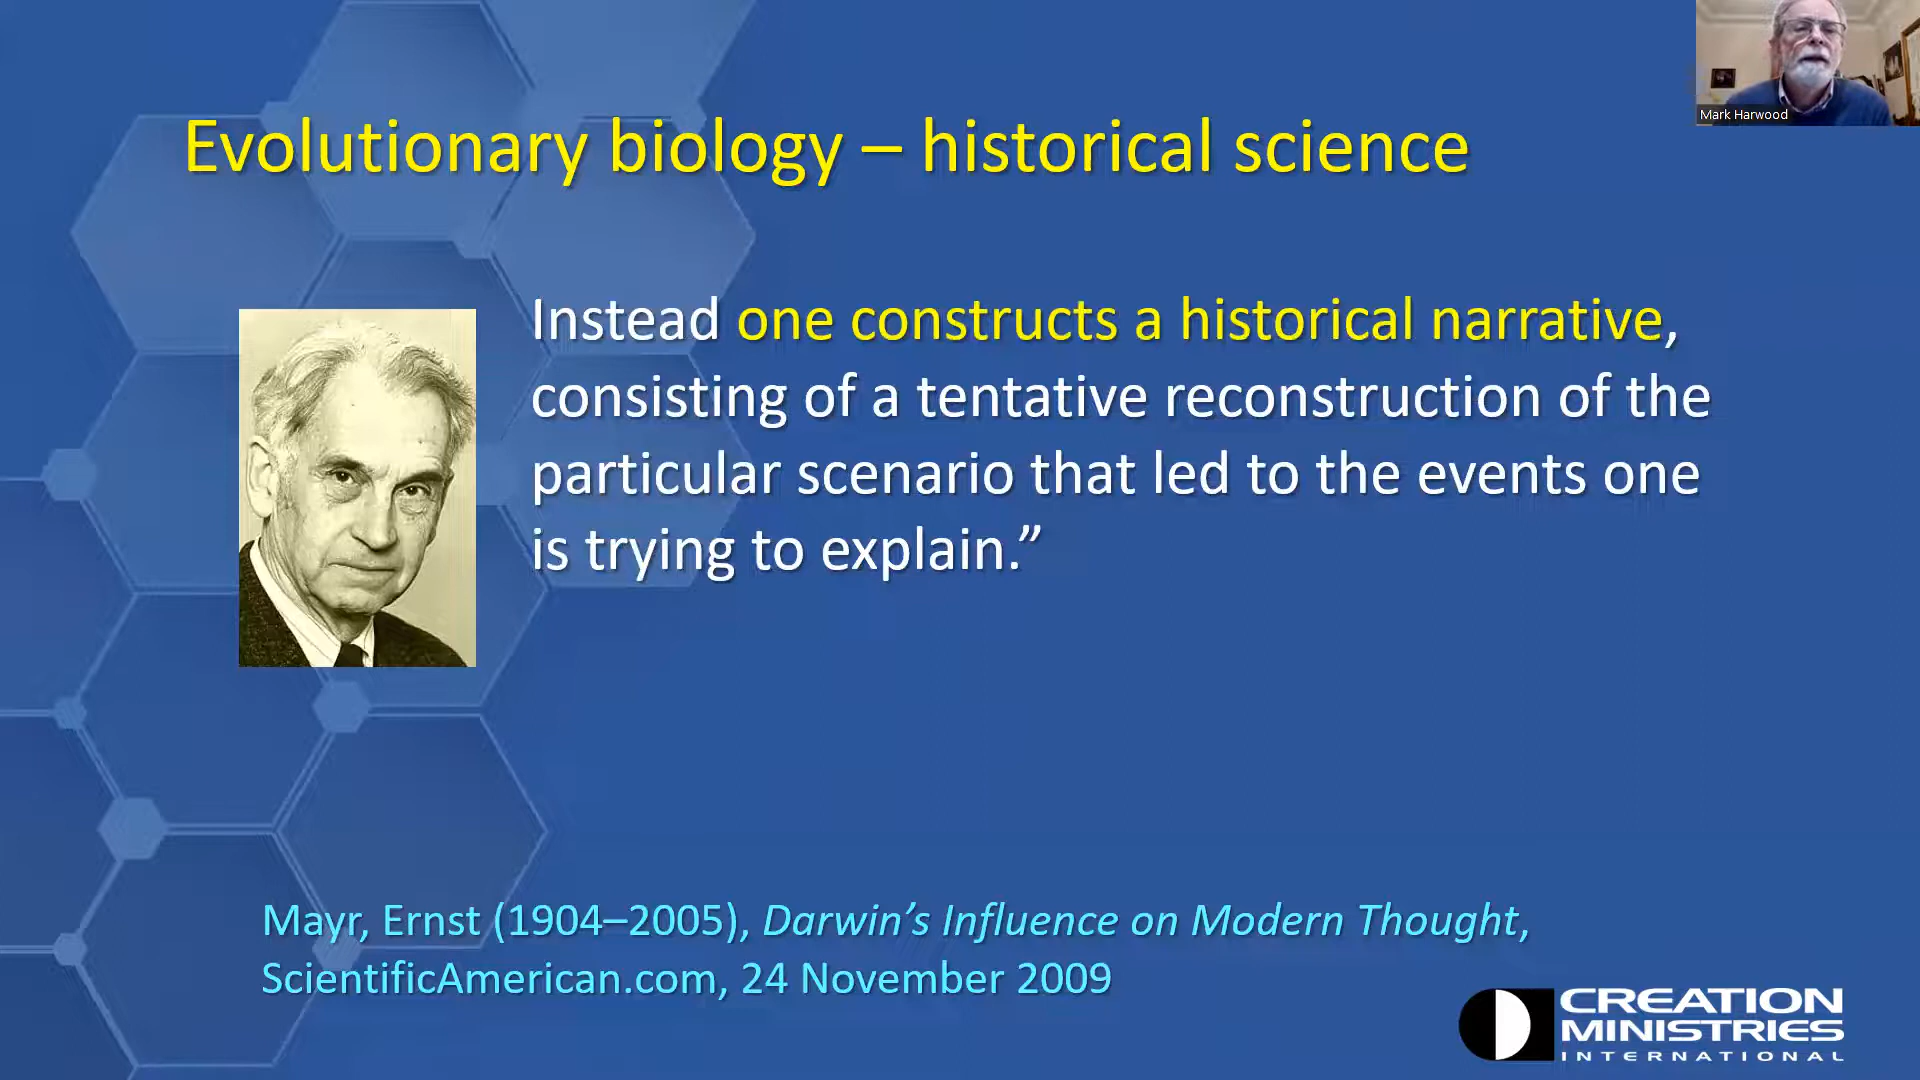 Mark Harwood
Evolutionary biology – historical science
Instead one constructs a historical narrative,
consisting of a tentative reconstruction of the
particular scenario that led to the events one
is trying to explain.”
Mayr, Ernst (1904–2005), Darwin’s Influence on Modern Thought,
ScientificAmerican.com, 24 November 2009
CREATION
MINISTRIES
INTERNATIONAL